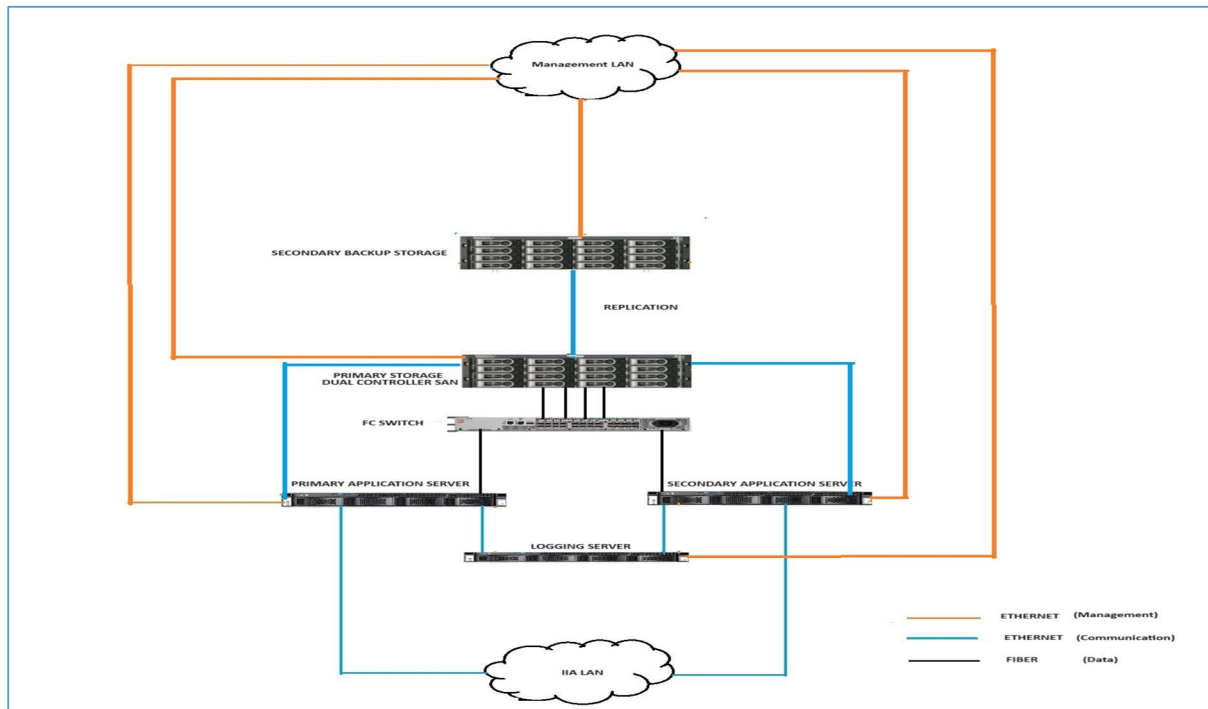 Management LAN
SECONDARY BACKUP STORAGE
REPLICATION
PRIMARY STORAGE
DUAL CONTROLLER SAN
FC SWITCH
PRIMARY APPLICATION SERVER
SECONDARY APPLICATION SERVER
LOGGING SERVER
IIA LAN
ETHERNET (Management)
ETHERNET (Communication)
FIBER (Data)